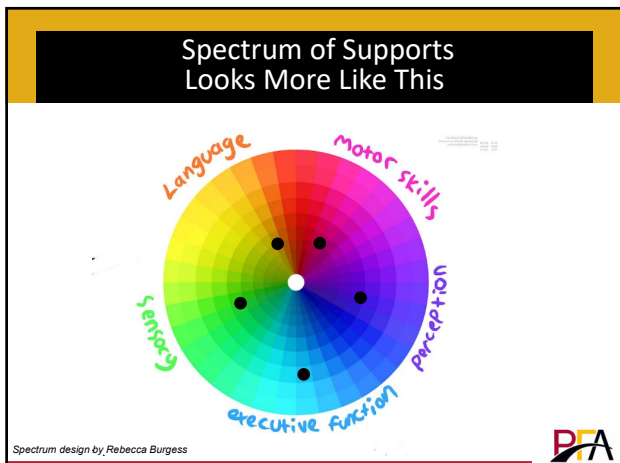 Spectrum of Supports
Looks More Like This
Language
Motor skills
Sensory
perception
executive function
Spectrum design by Rebecca Burgess
PFA